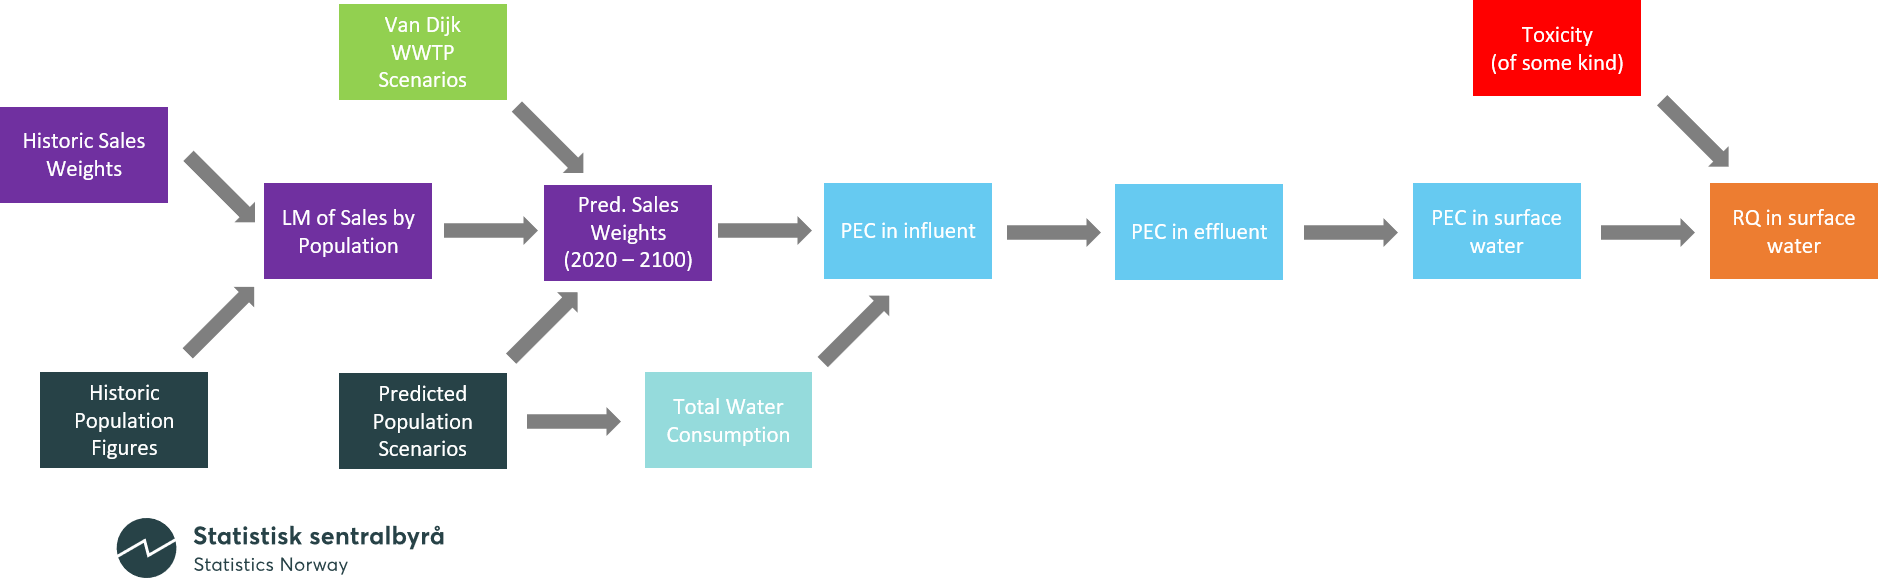 Van Dijk
WWTP
Scenarios
Toxicity
(of some kind)
Historic Sales
Weights
LM of Sales by
Population
Pred. Sales
Weights
(2020 – 2100)
PEC in influent
PEC in effluent
PEC in surface
water
RQ in surface
water
Historic
Population
Figures
Predicted
Population
Scenarios
Total Water
Consumption
Statistisk sentralbyrå
Statistics Norway